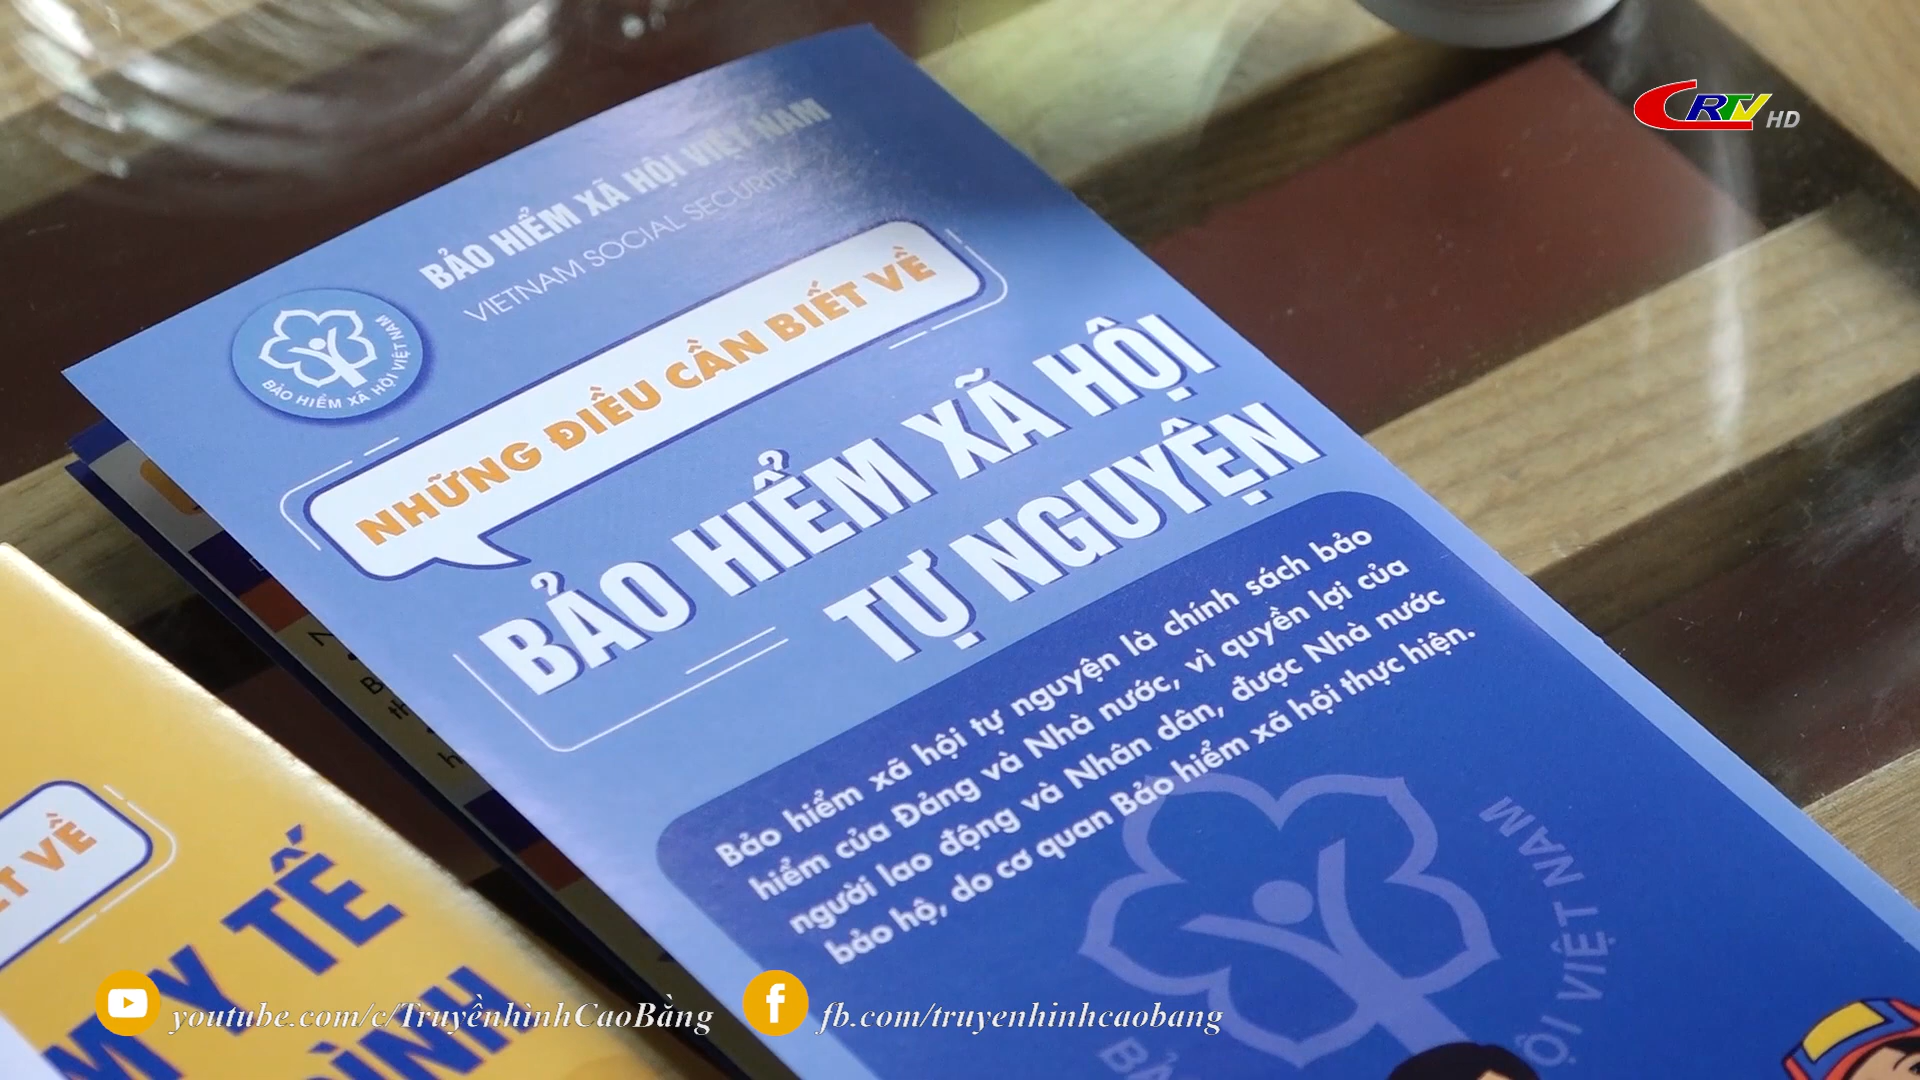 CRTV HD
BẢO HIỂM XÃ HỘI VIỆT NAM
VIETNAM SOCIAL SECURITY
BẢO HIỂM XÃ HỘI VIỆT NAM
NHỮNG ĐIỀU CẦN BIẾT VỀ
BẢO HIỂM XÃ HỘI
TỰ NGUYỆN
Bảo hiểm xã hội tự nguyện là chính sách bảo
hiểm của Đảng và Nhà nước, vì quyền lợi của
người lao động và Nhân dân, được Nhà nước
bảo hộ, do cơ quan Bảo hiểm xã hội thực hiện.
VIỆT NAM
VỀ
Y TẾ
youtube.com/c/TruyềnhìnhCaoBằng
fb.com/truyenhinhcaobang